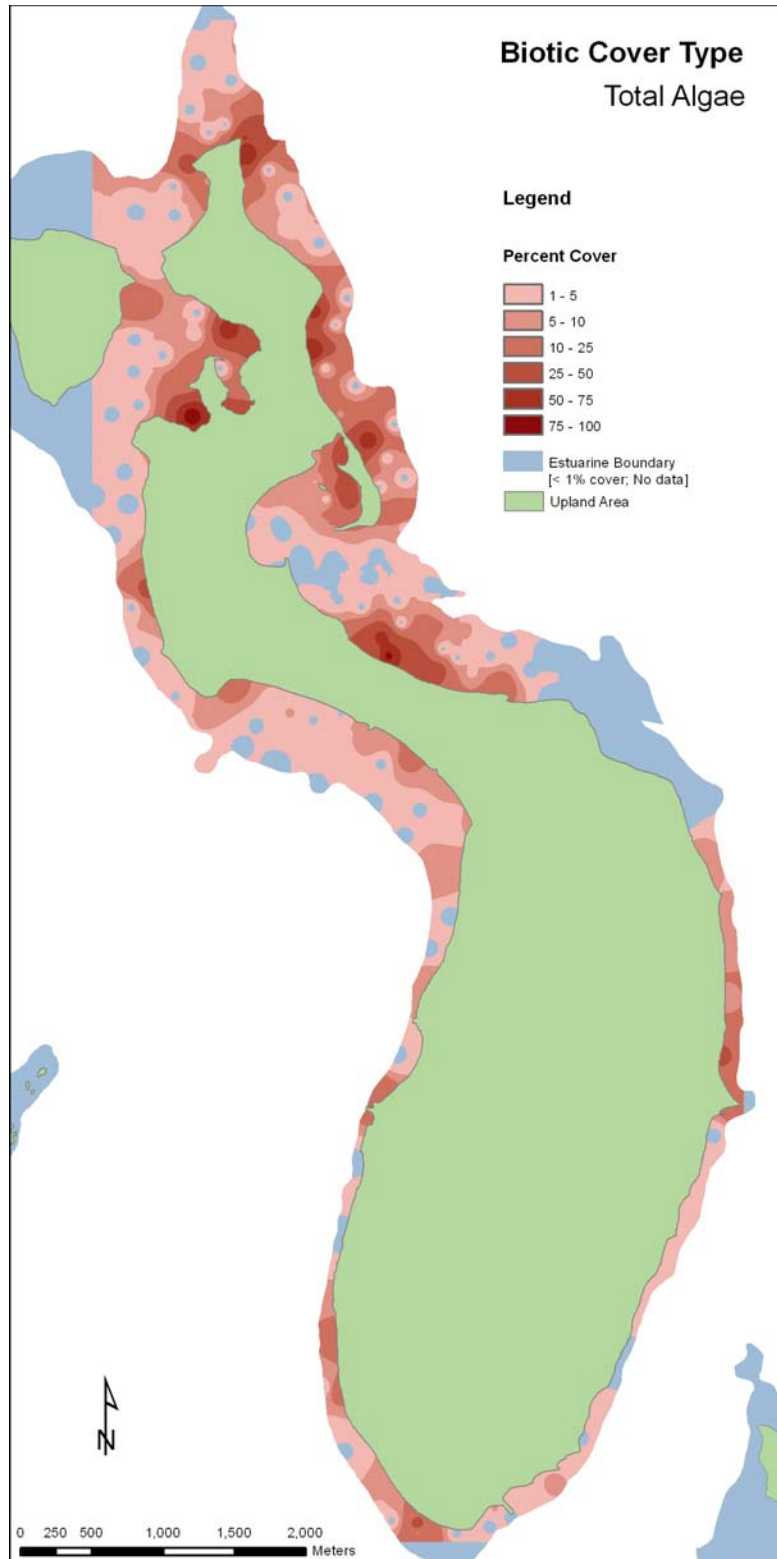 Biotic Cover Type
Total Algae
Legend
Percent Cover
1 - 5
5 - 10
10 - 25
25 - 50
50 - 75
75 - 100
Estuarine Boundary
[< 1% cover; No data]
Upland Area
N
0 250 500 1,000 1,500 2,000
Meters